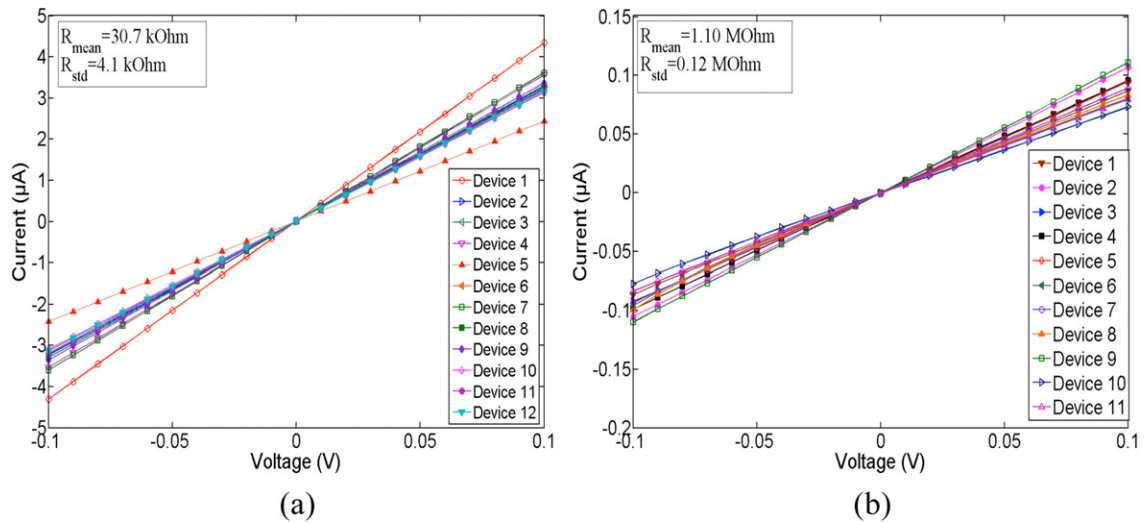 R_mean=30.7 kOhm
R_std=4.1 kOhm
5
4
3
2
1
0
-1
-2
-3
-4
-5
Current (μA)
-0.1
-0.05
0
0.05
0.1
Voltage (V)
Device 1
Device 2
Device 3
Device 4
Device 5
Device 6
Device 7
Device 8
Device 9
Device 10
Device 11
Device 12
(a)
R_mean=1.10 MOhm
R_std=0.12 MOhm
0.15
0.1
0.05
0
-0.05
-0.1
-0.15
-0.2
Current (μA)
-0.1
-0.05
0
0.05
0.1
Voltage (V)
Device 1
Device 2
Device 3
Device 4
Device 5
Device 6
Device 7
Device 8
Device 9
Device 10
Device 11
(b)